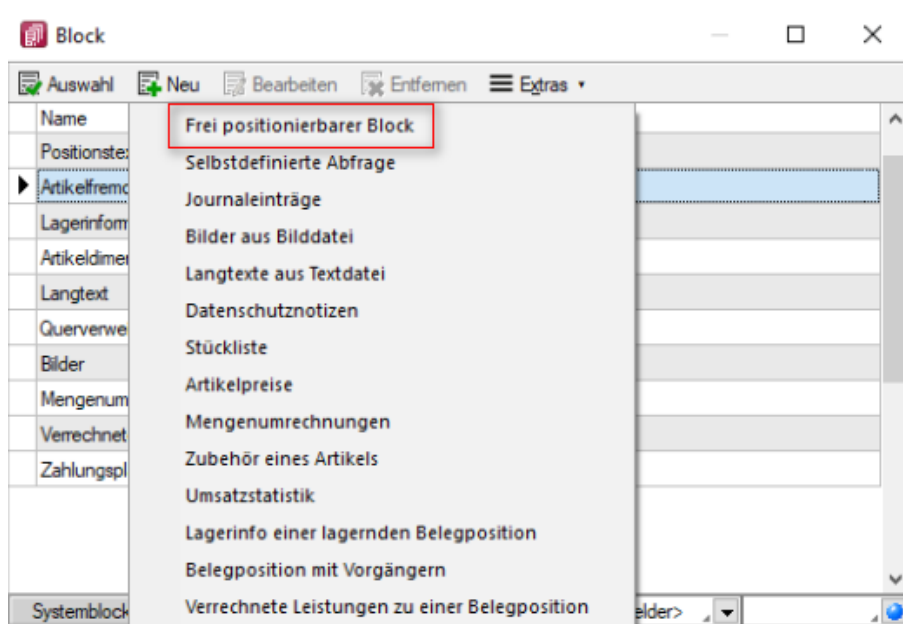 Block
Auswahl Neu Bearbeiten Entfernen Extras
Name
Frei positionierbarer Block
Selbstdefinierte Abfrage
Journaleinträge
Bilder aus Bilddatei
Langtexte aus Textdatei
Datenschutznotizen
Stückliste
Artikelpreise
Mengenumrechnungen
Zubehör eines Artikels
Umsatzstatistik
Lagerinfo einer lagernden Belegposition
Belegposition mit Vorgängern
Verrechnete Leistungen zu einer Belegposition
Positionste
Artikelfremd
Lagerinform
Artikeldimen
Langtext
Querverwe
Bilder
Mengenum
Verrechnet
Zahlungspl
Systemblock
elder>